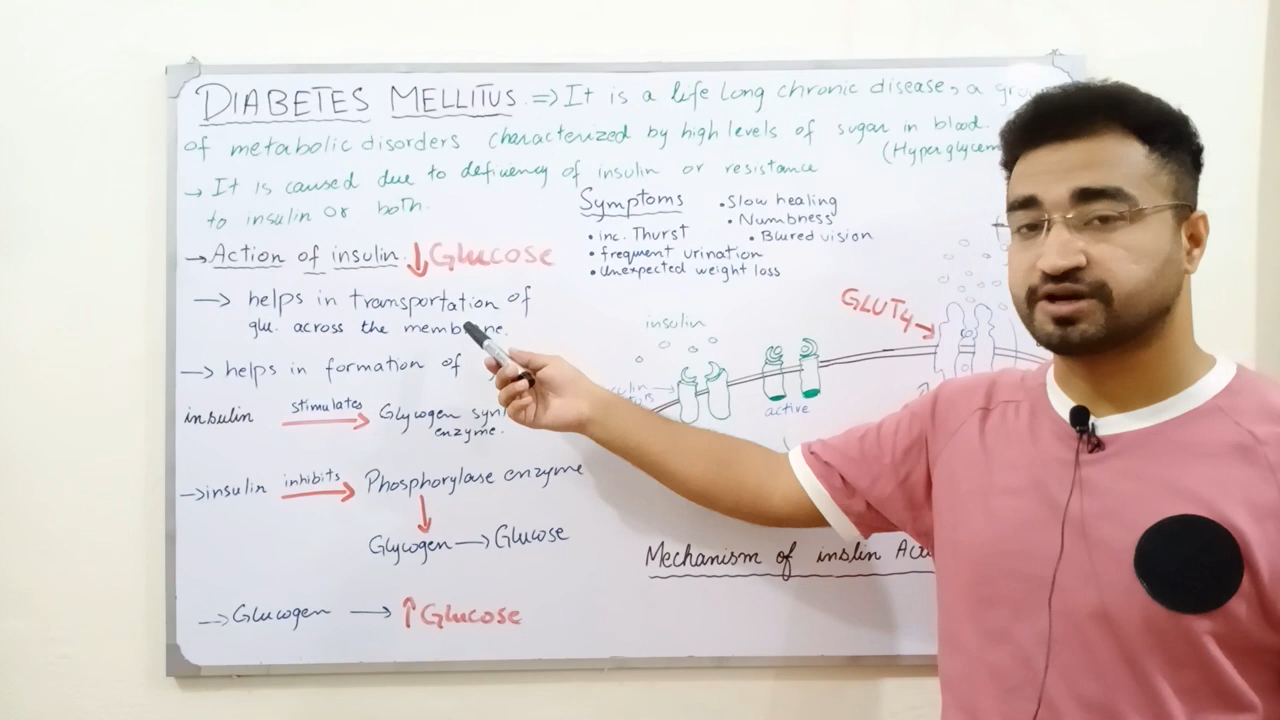 DIABETES MELLITUS ⇒ It is a life Long chronic disease, a
of metabolic disorders characterized by high levels of sugar in blood.
(Hyperglycem
→ It is caused due to deficiency of insulin or resistance
to insulin OR both.
→ Action of insulin. ↓ Glucose
→ helps in transportation of
glu. across the membrane.
→ helps in formation of
insulin stimulates → Glycogen syn
enzyme.
→ insulin inhibits → Phosphorylase enzyme
↓
Glycogen → Glucose
→ Glucogen → ↑ Glucose
Symptoms
• inc. Thurst
• frequent urination
• Unexpected weight loss
• Slow healing
• Numbness
• Blured vision
insulin
active
GLUT4 →
Mechanism of inslin